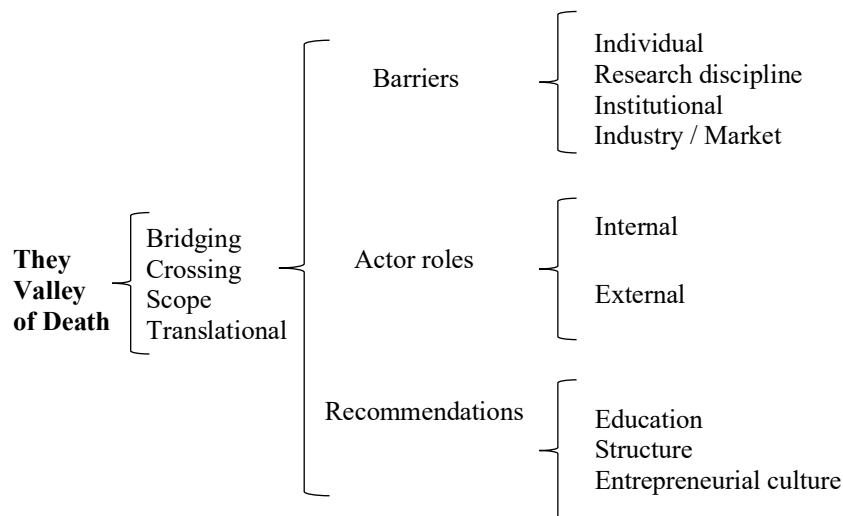 They
Valley
of Death
Bridging
Crossing
Scope
Translational
Barriers
Individual
Research discipline
Institutional
Industry / Market
Actor roles
Internal
External
Recommendations
Education
Structure
Entrepreneurial culture